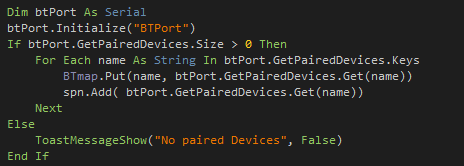 Dim btPort As Serial
btPort.Initialize("BTPort")
If btPort.GetPairedDevices.Size > 0 Then
For Each name As String In btPort.GetPairedDevices.Keys
BTmap.Put(name, btPort.GetPairedDevices.Get(name))
spn.Add( btPort.GetPairedDevices.Get(name))
Next
Else
ToastMessageShow("No paired Devices", False)
End If